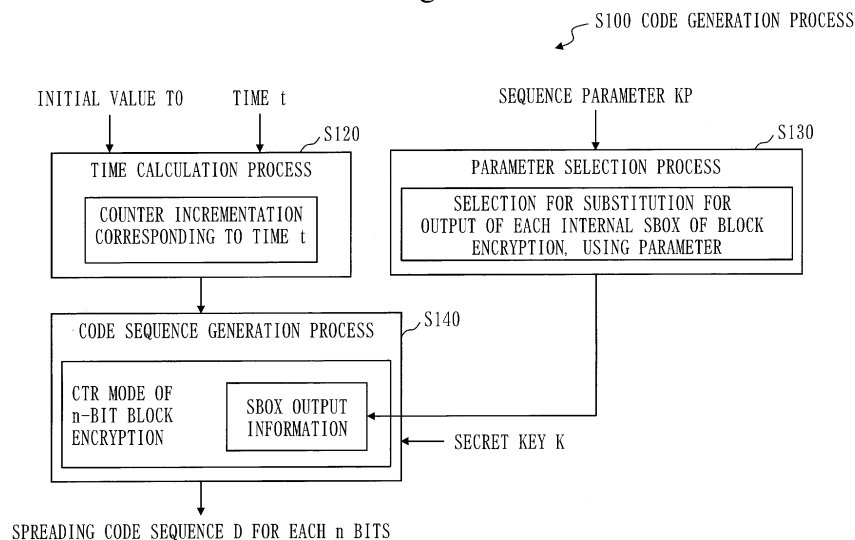 S100 CODE GENERATION PROCESS
INITIAL VALUE T0
TIME t
SEQUENCE PARAMETER KP
S120
S130
TIME CALCULATION PROCESS
COUNTER INCREMENTATION
CORRESPONDING TO TIME t
PARAMETER SELECTION PROCESS
SELECTION FOR SUBSTITUTION FOR
OUTPUT OF EACH INTERNAL SBOX OF BLOCK
ENCRYPTION, USING PARAMETER
CODE SEQUENCE GENERATION PROCESS
S140
CTR MODE OF
n-BIT BLOCK
ENCRYPTION
SBOX OUTPUT
INFORMATION
SECRET KEY K
SPREADING CODE SEQUENCE D FOR EACH n BITS